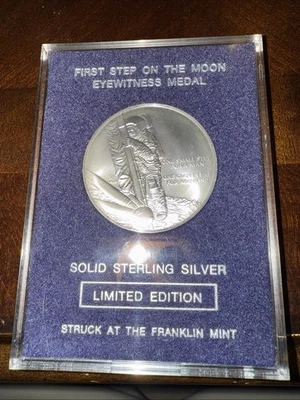 FIRST STEP ON THE MOON
EYEWITNESS MEDAL
SOLID STERLING SILVER
LIMITED EDITION
STRUCK AT THE FRANKLIN MINT